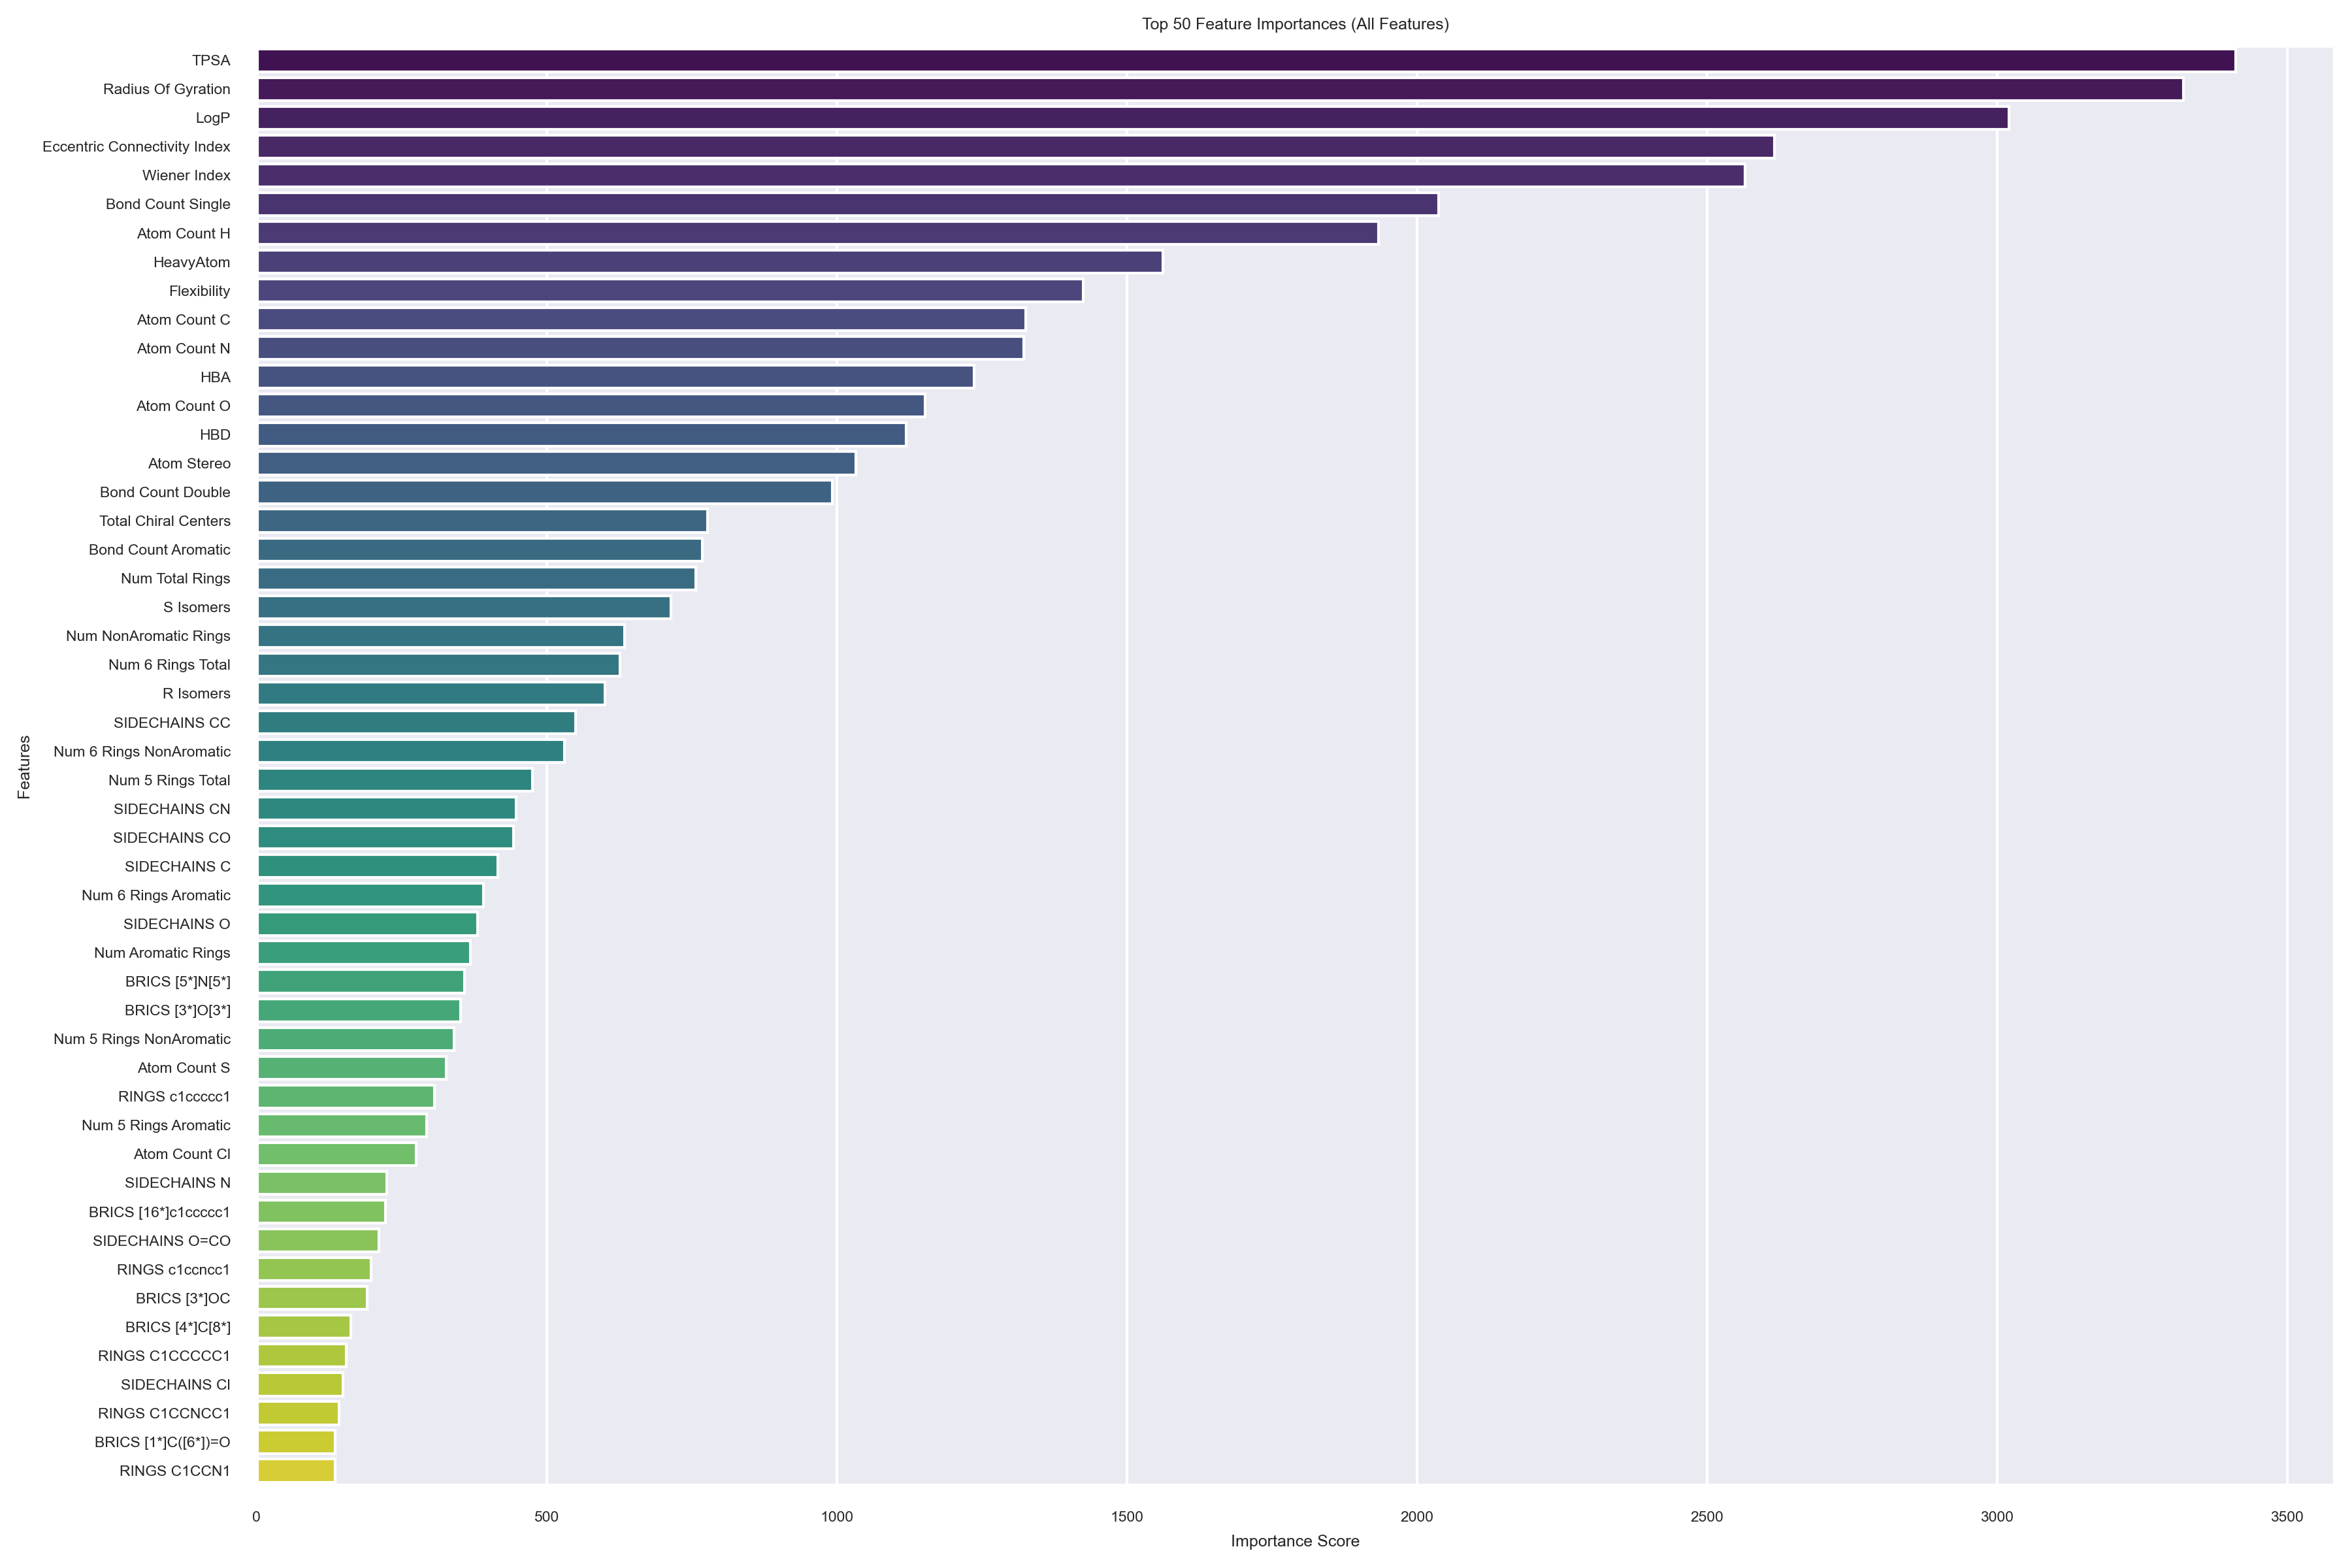 Top 50 Feature Importances (All Features)
TPSA
Radius Of Gyration
LogP
Eccentric Connectivity Index
Wiener Index
Bond Count Single
Atom Count H
HeavyAtom
Flexibility
Atom Count C
Atom Count N
HBA
Atom Count O
HBD
Atom Stereo
Bond Count Double
Total Chiral Centers
Bond Count Aromatic
Num Total Rings
S Isomers
Num NonAromatic Rings
Num 6 Rings Total
R Isomers
SIDECHAINS CC
Num 6 Rings NonAromatic
Num 5 Rings Total
SIDECHAINS CN
SIDECHAINS CO
SIDECHAINS C
Num 6 Rings Aromatic
SIDECHAINS O
Num Aromatic Rings
BRICS [5*]N[5*]
BRICS [3*]O[3*]
Num 5 Rings NonAromatic
Atom Count S
RINGS c1ccccc1
Num 5 Rings Aromatic
Atom Count Cl
SIDECHAINS N
BRICS [16*]c1ccccc1
SIDECHAINS O=CO
RINGS c1ccncc1
BRICS [3*]OC
BRICS [4*]C[8*]
RINGS C1CCCCC1
SIDECHAINS Cl
RINGS C1CCNCC1
BRICS [1*]C([6*])=O
RINGS C1CCN1
Features
0 500 1000 1500 2000 2500 3000 3500
Importance Score